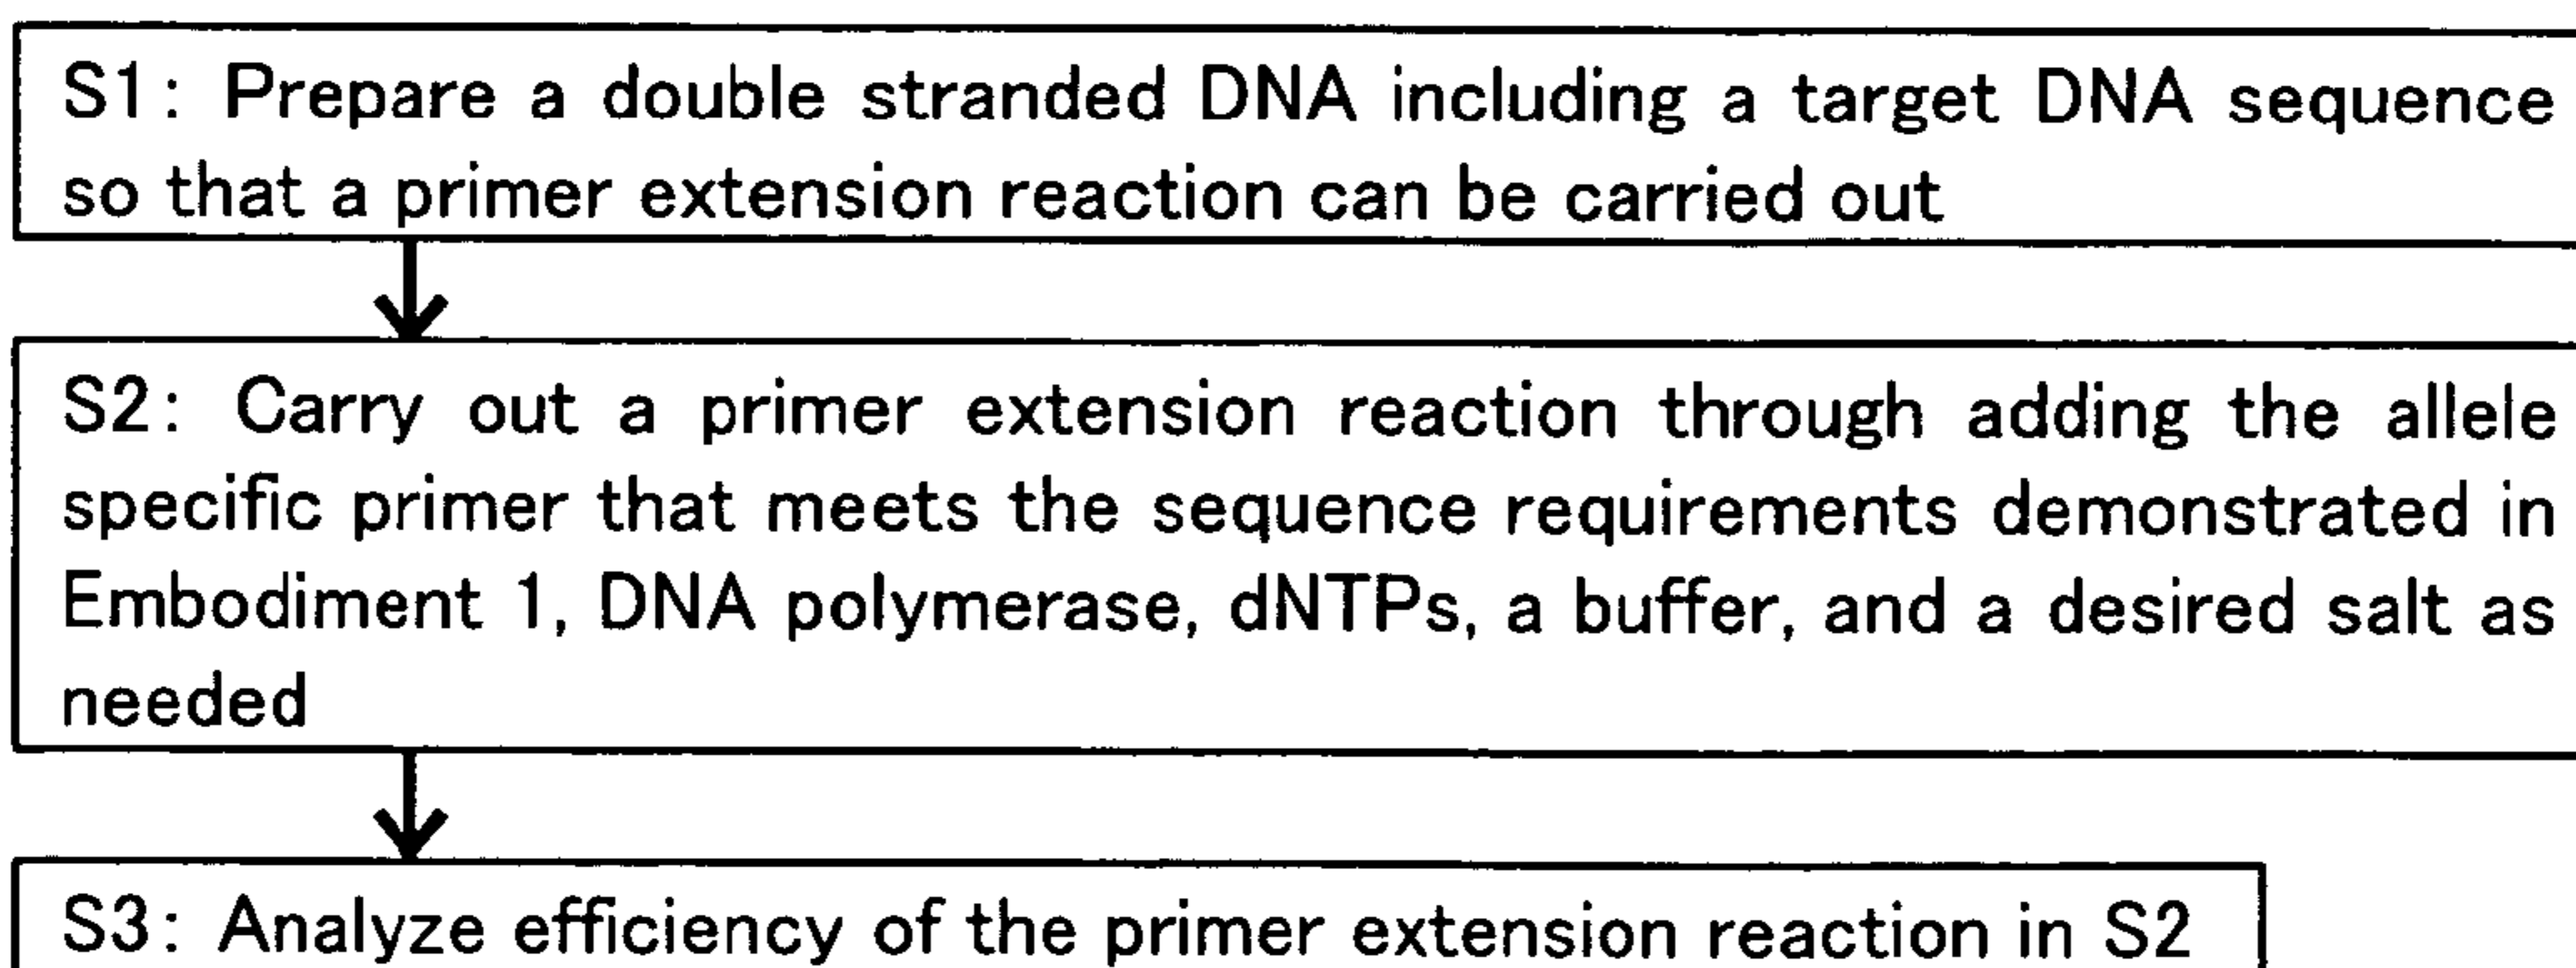 S1: Prepare a double stranded DNA including a target DNA sequence
so that a primer extension reaction can be carried out
S2: Carry out a primer extension reaction through adding the allele
specific primer that meets the sequence requirements demonstrated in
Embodiment 1, DNA polymerase, dNTPs, a buffer, and a desired salt as
needed
S3: Analyze efficiency of the primer extension reaction in S2